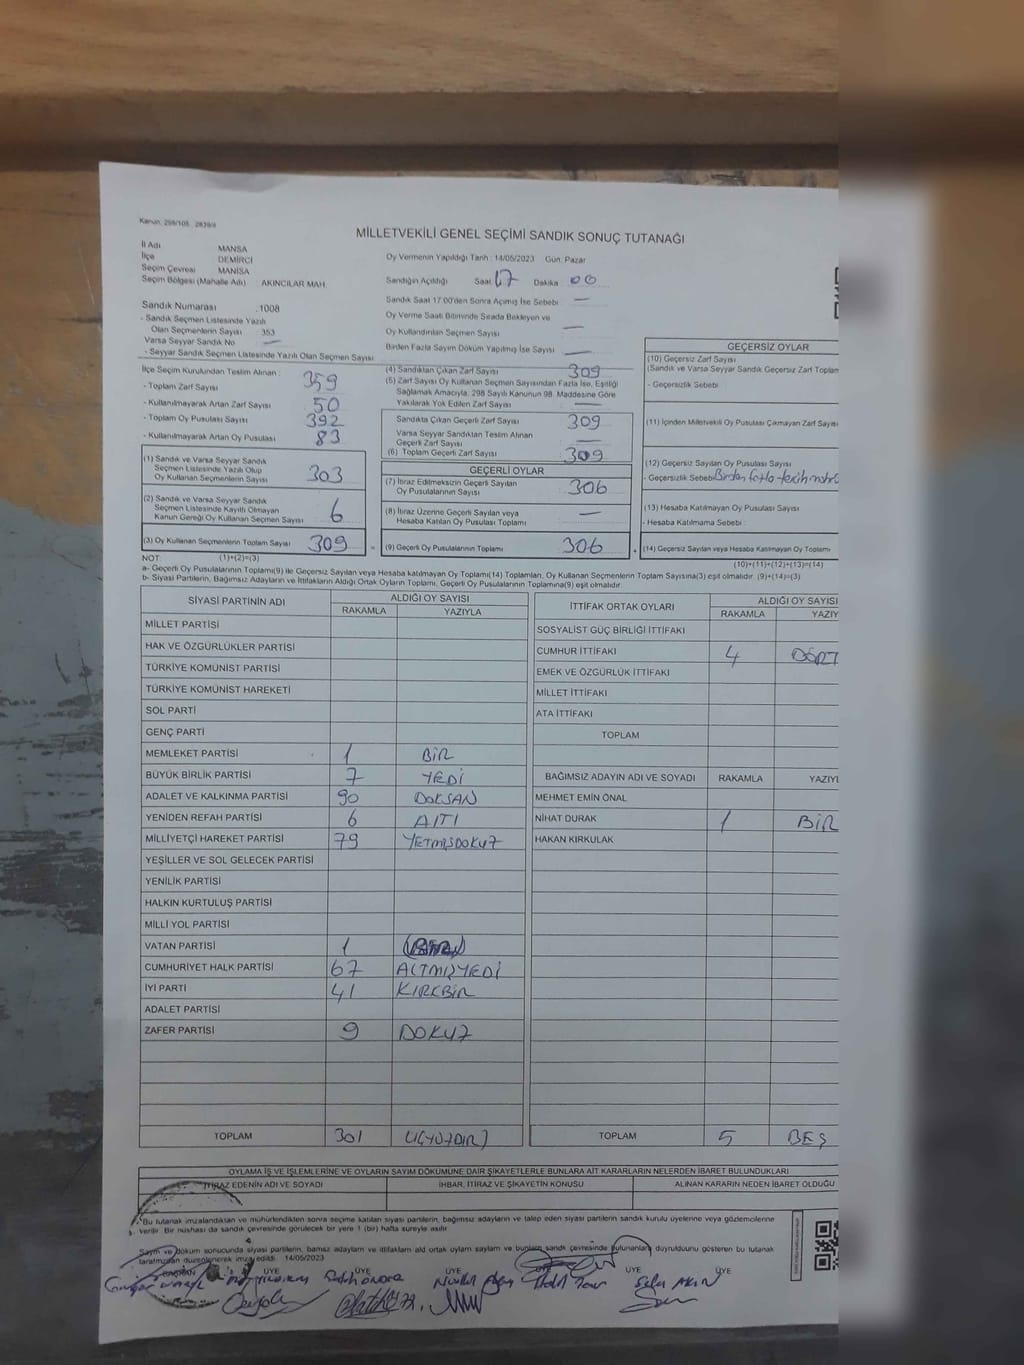 Kanun: 298/105 2839/4
MİLLETVEKİLİ GENEL SEÇİMİ SANDIK SONUÇ TUTANAĞI
İl Adı MANİSA
İlçe DEMİRCİ
Seçim Çevresi MANİSA
Seçim Bölgesi (Mahalle Adı) AKINCILAR MAH.
Oy Vermenin Yapıldığı Tarih : 14/05/2023 Gün: Pazar
Sandığın Açıldığı Saat 17 Dakika 00
Sandık Saat 17:00'den Sonra Açılmış İse Sebebi : —
Oy Verme Saati Bitiminde Sırada Bekleyen ve
Oy Kullandırılan Seçmen Sayısı —
Birden Fazla Sayım Döküm Yapılmış İse Sayısı —
Sandık Numarası : 1008
- Sandık Seçmen Listesinde Yazılı
Olan Seçmenlerin Sayısı : 353
Varsa Seyyar Sandık No —
- Seyyar Sandık Seçmen Listesinde Yazılı Olan Seçmen Sayısı
İlçe Seçim Kurulundan Teslim Alınan :
- Toplam Zarf Sayısı 359
- Kullanılmayarak Artan Zarf Sayısı 50
- Toplam Oy Pusulası Sayısı 392
- Kullanılmayarak Artan Oy Pusulası 83
(1) Sandık ve Varsa Seyyar Sandık
Seçmen Listesinde Yazılı Olup
Oy Kullanan Seçmenlerin Sayısı 303
(2) Sandık ve Varsa Seyyar Sandık
Seçmen Listesinde Kayıtlı Olmayan
Kanun Gereği Oy Kullanan Seçmen Sayısı 6
(3) Oy Kullanan Seçmenlerin Toplam Sayısı 309
(1)+(2)=(3)
(4) Sandıktan Çıkan Zarf Sayısı 309
(5) Zarf Sayısı Oy Kullanan Seçmen Sayısından Fazla İse, Eşitliği
Sağlamak Amacıyla, 298 Sayılı Kanunun 98. Maddesine Göre
Yakılarak Yok Edilen Zarf Sayısı —
Sandıkta Çıkan Geçerli Zarf Sayısı 309
Varsa Seyyar Sandıktan Teslim Alınan
Geçerli Zarf Sayısı —
(6) Toplam Geçerli Zarf Sayısı 309
GEÇERLİ OYLAR
(7) İtiraz Edilmeksizin Geçerli Sayılan
Oy Pusulalarının Sayısı 306
(8) İtiraz Üzerine Geçerli Sayılan veya
Hesaba Katılan Oy Pusulası Toplamı —
(9) Geçerli Oy Pusulalarının Toplamı 306
GEÇERSİZ OYLAR
(10) Geçersiz Zarf Sayısı
(Sandık ve Varsa Seyyar Sandık Geçersiz Zarf Toplam
- Geçersizlik Sebebi
(11) İçinden Milletvekili Oy Pusulası Çıkmayan Zarf Sayıs
(12) Geçersiz Sayılan Oy Pusulası Sayısı
- Geçersizlik Sebebi Birden fazla tercih
(13) Hesaba Katılmayan Oy Pusulası Sayısı
- Hesaba Katılmama Sebebi :
(14) Geçersiz Sayılan veya Hesaba Katılmayan Oy Toplamı
(10)+(11)+(12)+(13)=(14)
NOT:
a- Geçerli Oy Pusulalarının Toplamı(9) ile Geçersiz Sayılan veya Hesaba katılmayan Oy Toplamı(14) Toplamları, Oy Kullanan Seçmenlerin Toplam Sayısına(3) eşit olmalıdır. (9)+(14)=(3)
b- Siyasi Partilerin, Bağımsız Adayların ve İttifakların Aldığı Ortak Oyların Toplamı, Geçerli Oy Pusulalarının Toplamına(9) eşit olmalıdır.
SİYASİ PARTİNİN ADI ALDIĞI OY SAYISI
RAKAMLA YAZIYLA
MİLLET PARTİSİ
HAK VE ÖZGÜRLÜKLER PARTİSİ
TÜRKİYE KOMÜNİST PARTİSİ
TÜRKİYE KOMÜNİST HAREKETİ
SOL PARTİ
GENÇ PARTİ
MEMLEKET PARTİSİ 1 BİR
BÜYÜK BİRLİK PARTİSİ 7 YEDİ
ADALET VE KALKINMA PARTİSİ 90 DOKSAN
YENİDEN REFAH PARTİSİ 6 ALTI
MİLLİYETÇİ HAREKET PARTİSİ 79 YETMİŞDOKUZ
YEŞİLLER VE SOL GELECEK PARTİSİ
YENİLİK PARTİSİ
HALKIN KURTULUŞ PARTİSİ
MİLLİ YOL PARTİSİ
VATAN PARTİSİ 1
CUMHURİYET HALK PARTİSİ 67 ALTMIŞYEDİ
İYİ PARTİ 41 KIRKBİR
ADALET PARTİSİ
ZAFER PARTİSİ 9 DOKUZ
TOPLAM 301
İTTİFAK ORTAK OYLARI ALDIĞI OY SAYISI
RAKAMLA YAZIY
SOSYALİST GÜÇ BİRLİĞİ İTTİFAKI
CUMHUR İTTİFAKI 4 DÖRT
EMEK VE ÖZGÜRLÜK İTTİFAKI
MİLLET İTTİFAKI
ATA İTTİFAKI
TOPLAM
BAĞIMSIZ ADAYIN ADI VE SOYADI RAKAMLA YAZIYL
MEHMET EMİN ÖNAL
NİHAT DURAK 1 BİR
HAKAN KIRKULAK
TOPLAM 5 BEŞ
OYLAMA İŞ VE İŞLEMLERİNE VE OYLARIN SAYIM DÖKÜMÜNE DAİR ŞİKAYETLERLE BUNLARA AİT KARARLARIN NELERDEN İBARET BULUNDUKLARI
İTİRAZ EDENİN ADI VE SOYADI İHBAR, İTİRAZ VE ŞİKAYETİN KONUSU ALINAN KARARIN NEDEN İBARET OLDUĞU
Bu tutanak imzalandıktan ve mühürlendikten sonra seçime katılan siyasi partilerin, bağımsız adayların ve talep eden siyasi partilerin sandık kurulu üyelerine veya gözlemcilerine
verilir. Bir nüshası da sandık çevresinde görülecek bir yere 1 (bir) hafta süreyle asılır.
Sayım ve döküm sonucunda siyasi partilerin, bağımsız adayların ve ittifakların aldığı ortak oyların sayıları ve bunların sandık çevresinde bulunanlara duyurulduğunu gösteren bu tutanak
tarafımızdan düzenlenerek imza edildi. 14/05/2023
BAŞKAN ÜYE ÜYE ÜYE ÜYE ÜYE